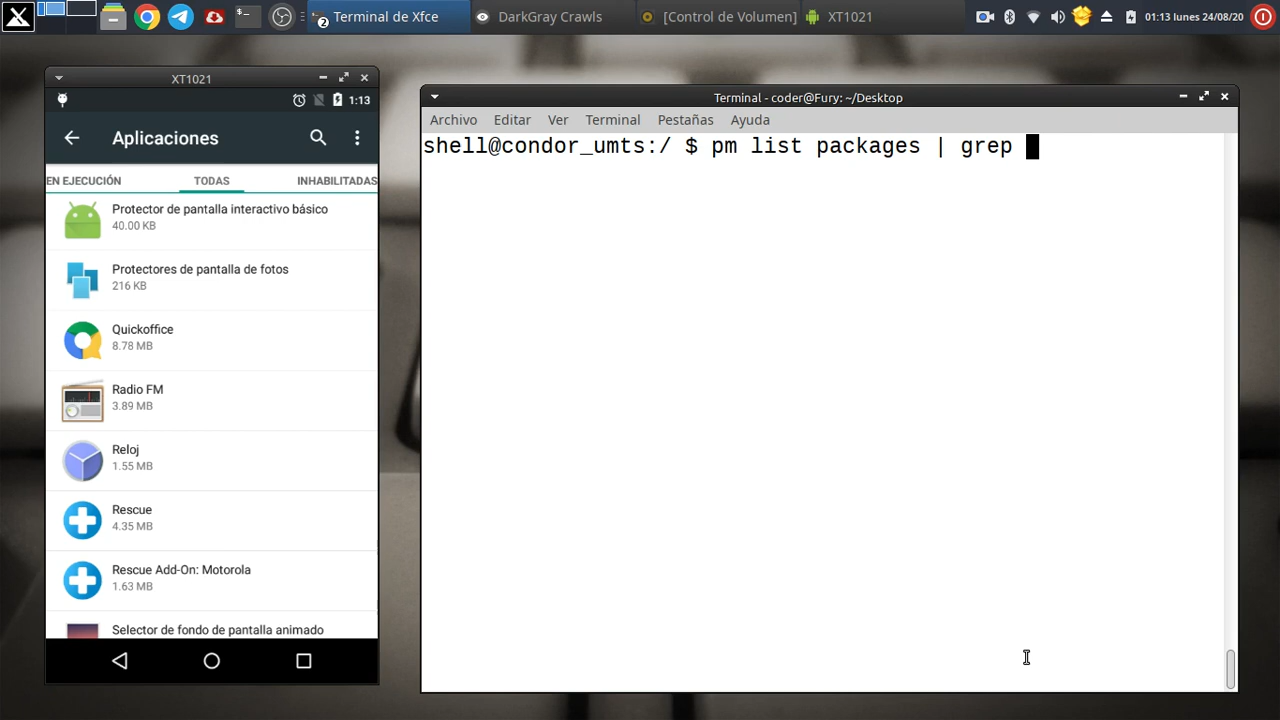 Terminal de Xfce
2
DarkGray Crawls
[Control de Volumen]
XT1021
01:13 lunes 24/08/20
XT1021
1:13
Aplicaciones
EN EJECUCIÓN
TODAS
INHABILITADAS
Protector de pantalla interactivo básico
40.00 KB
Protectores de pantalla de fotos
216 KB
Quickoffice
8.78 MB
Radio FM
3.89 MB
Reloj
1.55 MB
Rescue
4.35 MB
Rescue Add-On: Motorola
1.63 MB
Selector de fondo de pantalla animado
Terminal - coder@Fury: ~/Desktop
Archivo Editar Ver Terminal Pestañas Ayuda
shell@condor_umts:/ $ pm list packages | grep